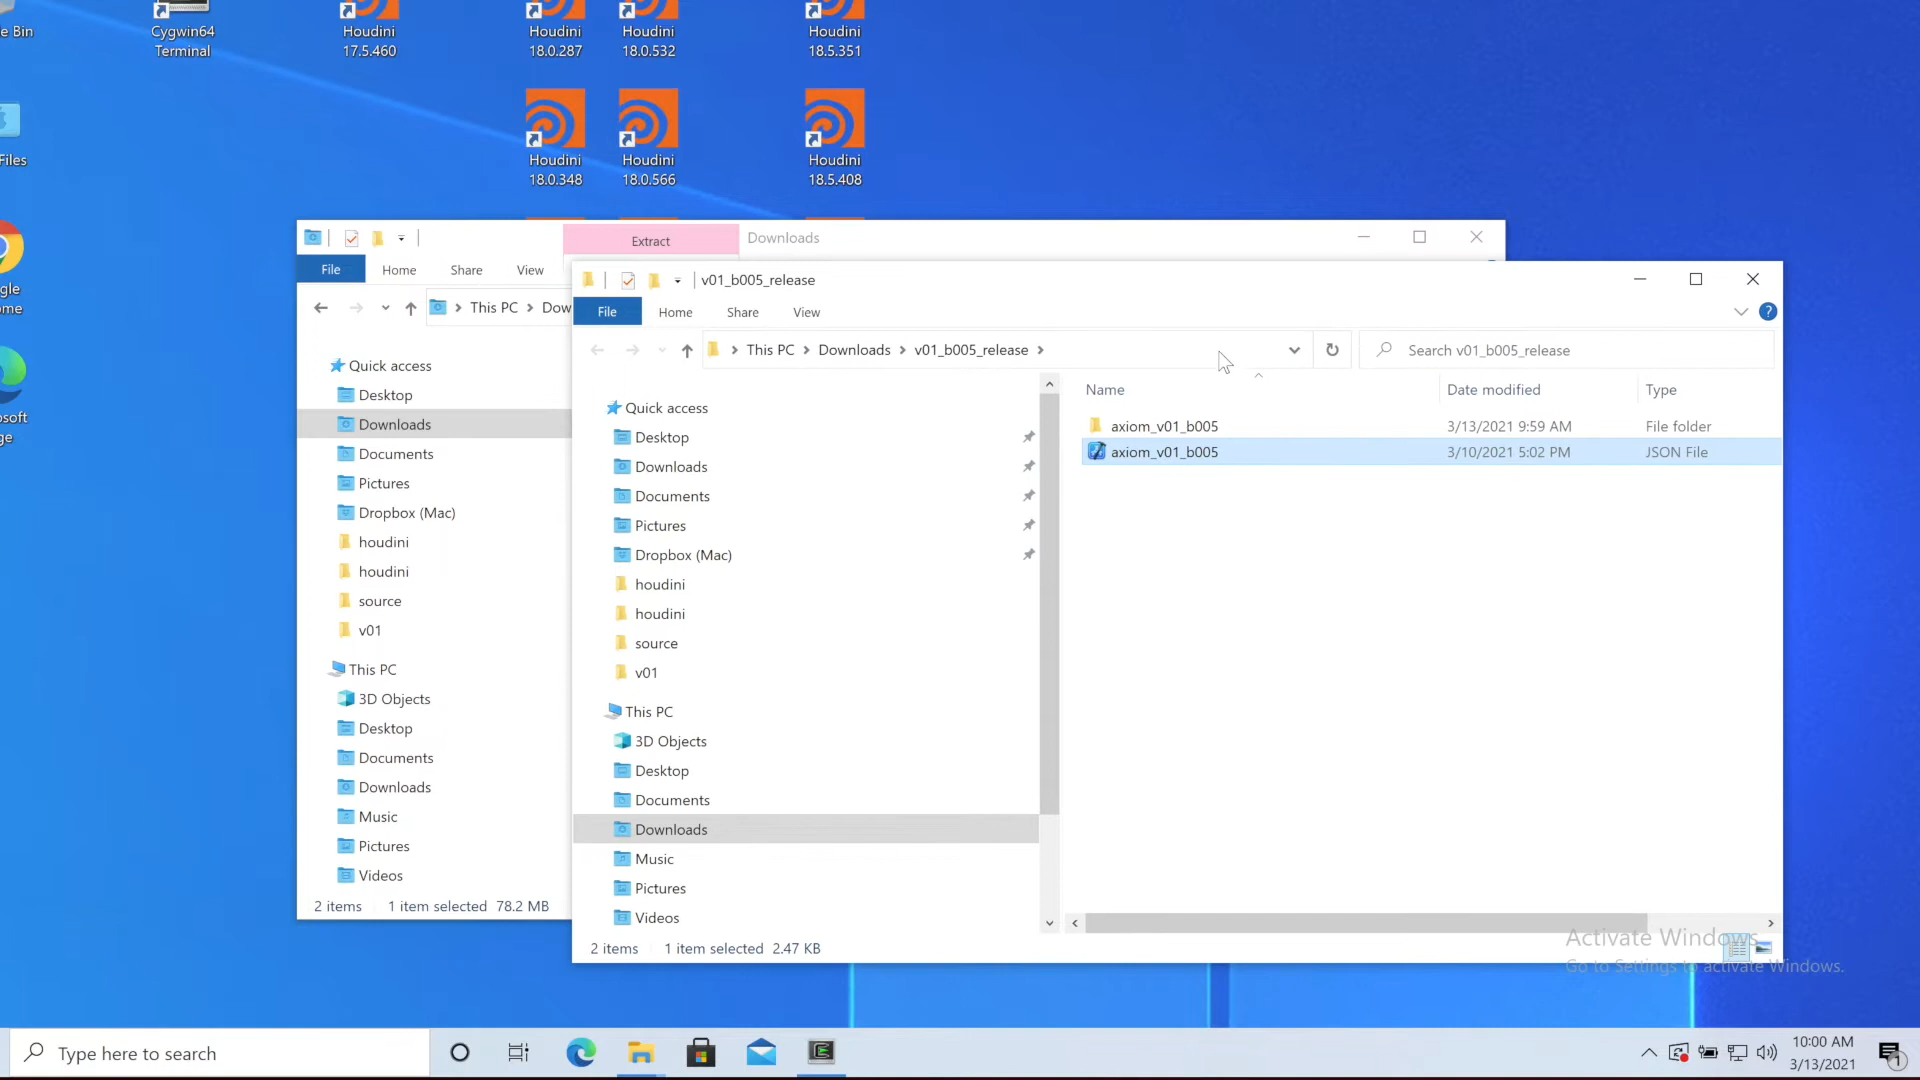 e Bin
Cygwin64
Terminal
Houdini
17.5.460
Houdini
18.0.287
Houdini
18.0.532
Houdini
18.5.351
Files
Houdini
18.0.348
Houdini
18.0.566
Houdini
18.5.408
gle
ome
osoft
ge
Extract
Downloads
File
Home
Share
View
This PC
Dow
Quick access
Desktop
Downloads
Documents
Pictures
Dropbox (Mac)
houdini
houdini
source
v01
This PC
3D Objects
Desktop
Documents
Downloads
Music
Pictures
Videos
2 items 1 item selected 78.2 MB
v01_b005_release
File
Home
Share
View
?
This PC
Downloads
v01_b005_release
Search v01_b005_release
Quick access
Desktop
Downloads
Documents
Pictures
Dropbox (Mac)
houdini
houdini
source
v01
This PC
3D Objects
Desktop
Documents
Downloads
Music
Pictures
Videos
Name Date modified Type
axiom_v01_b005 3/13/2021 9:59 AM File folder
axiom_v01_b005 3/10/2021 5:02 PM JSON File
2 items 1 item selected 2.47 KB
Activate Windows
Go to Settings to activate Windows.
Type here to search
10:00 AM
3/13/2021
1